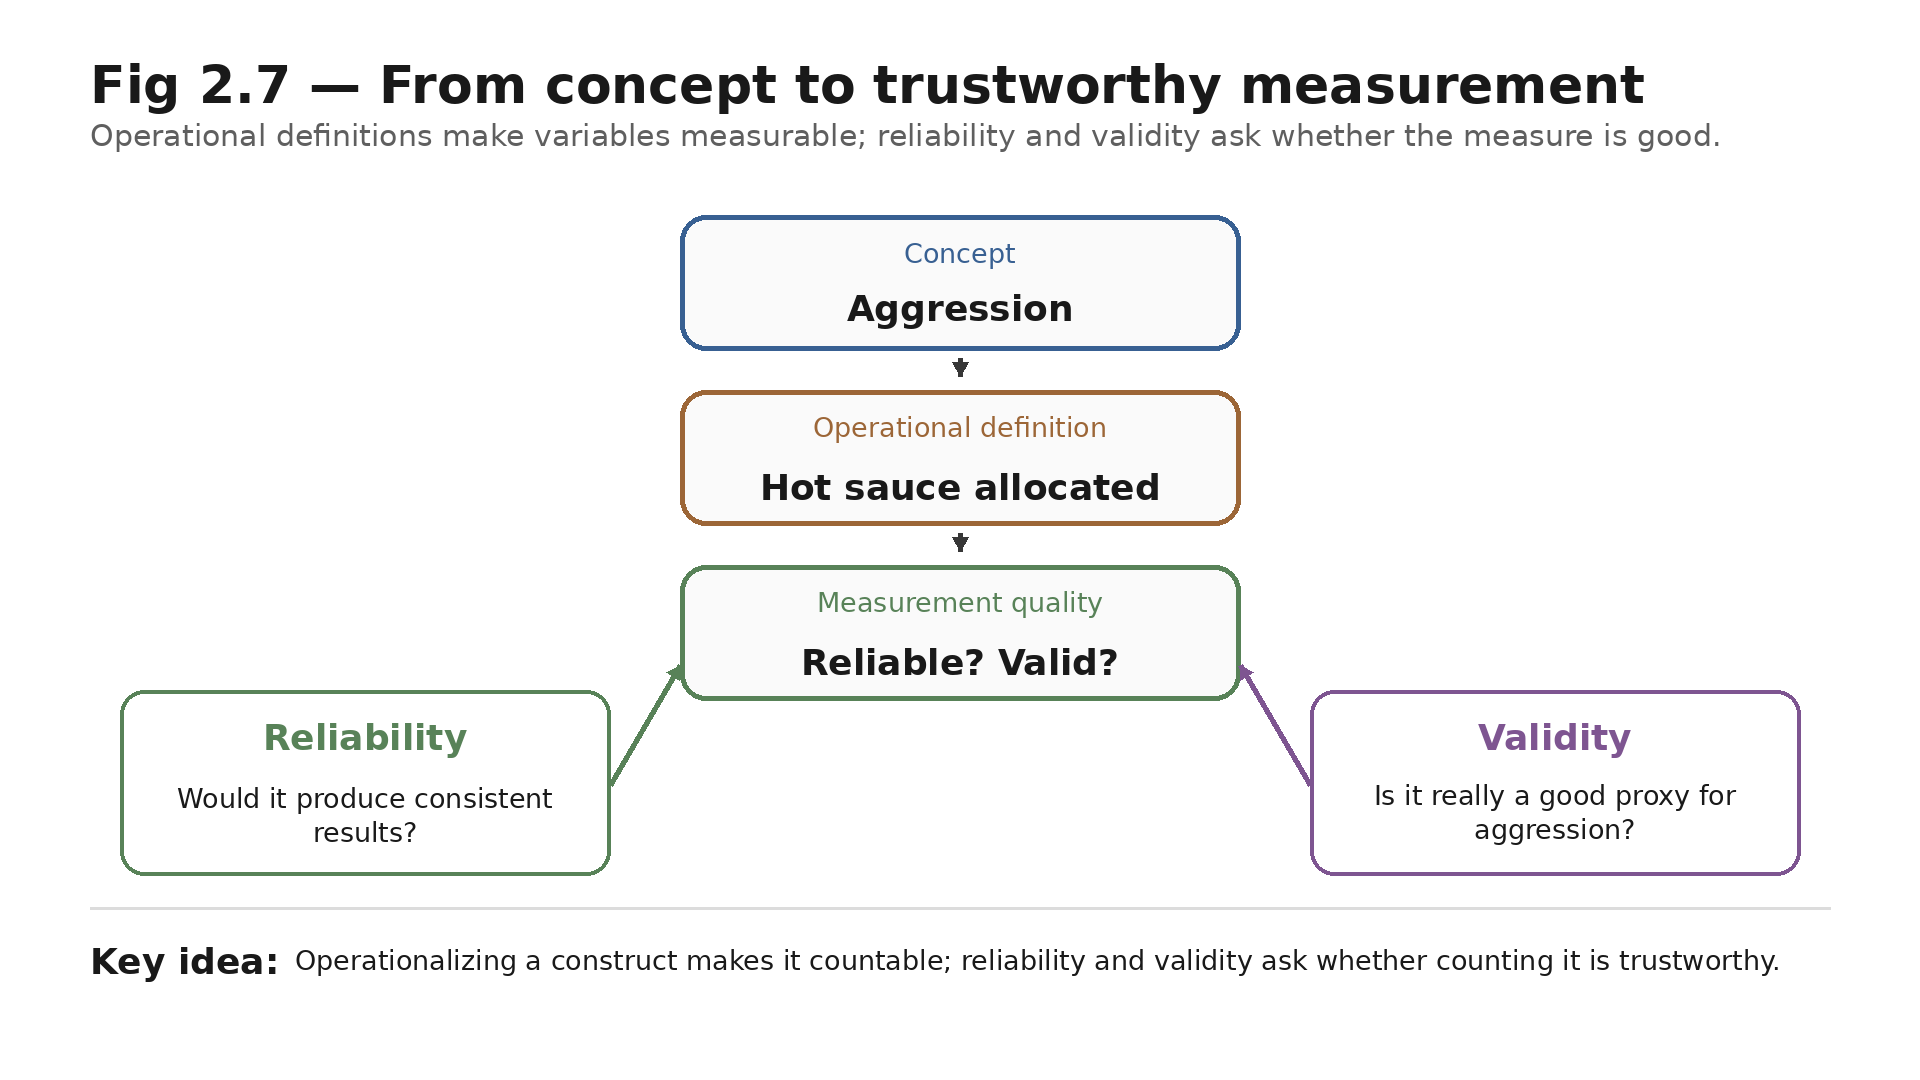 Fig 2.7 — From concept to trustworthy measurement
Operational definitions make variables measurable; reliability and validity ask whether the measure is good.
Concept
Aggression
Operational definition
Hot sauce allocated
Measurement quality
Reliable? Valid?
Reliability
Would it produce consistent
results?
Validity
Is it really a good proxy for
aggression?
Key idea: Operationalizing a construct makes it countable; reliability and validity ask whether counting it is trustworthy.